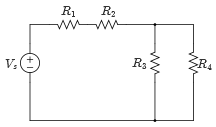 R₁ R₂
Vₛ + R₃ R₄